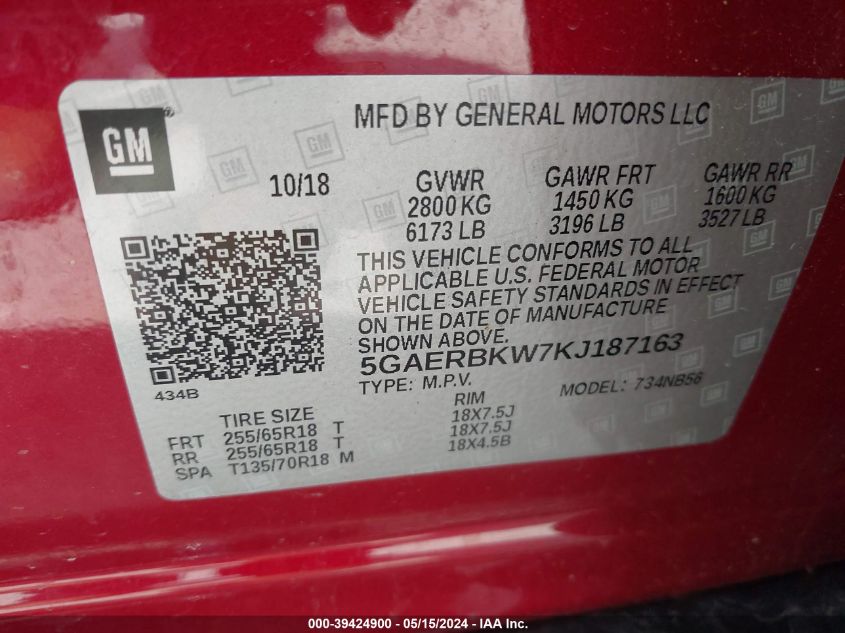 GM ®
MFD BY GENERAL MOTORS LLC
10/18
GVWR
2800 KG
6173 LB
GAWR FRT
1450 KG
3196 LB
GAWR RR
1600 KG
3527 LB
THIS VEHICLE CONFORMS TO ALL
APPLICABLE U.S. FEDERAL MOTOR
VEHICLE SAFETY STANDARDS IN EFFECT
ON THE DATE OF MANUFACTURE
SHOWN ABOVE.
5GAERBKW7KJ187163
TYPE: M.P.V.
MODEL: 734NB56
434B
TIRE SIZE RIM
FRT 255/65R18 T 18X7.5J
RR 255/65R18 T 18X7.5J
SPA T135/70R18 M 18X4.5B
000-39424900 - 05/15/2024 - IAA Inc.